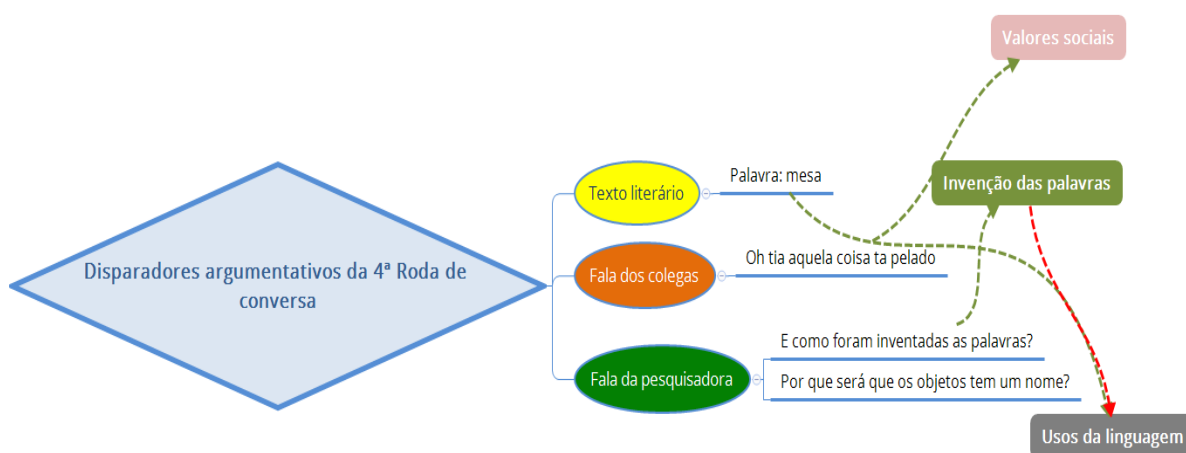 Valores sociais
Invenção das palavras
Texto literário
Palavra: mesa
Disparadores argumentativos da 4ª Roda de
conversa
Fala dos colegas
Oh tia aquela coisa ta pelado
Fala da pesquisadora
E como foram inventadas as palavras?
Por que será que os objetos tem um nome?
Usos da linguagem